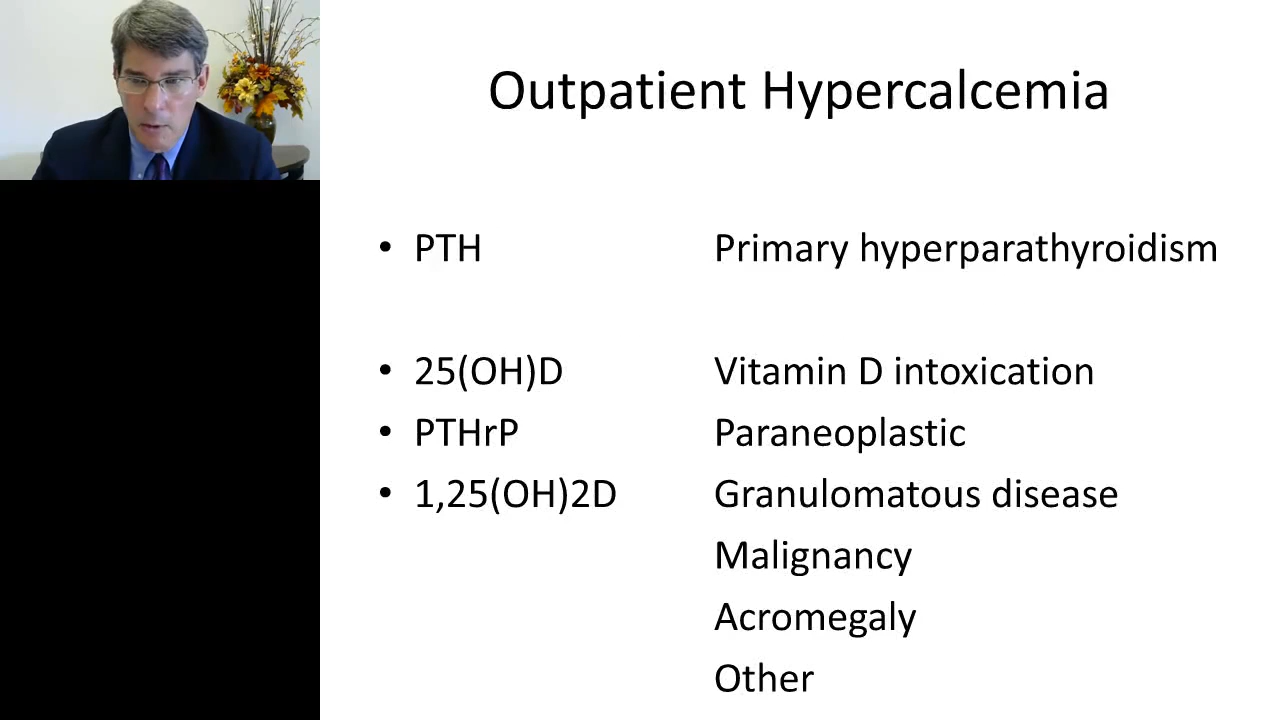 Outpatient Hypercalcemia
• PTH Primary hyperparathyroidism
• 25(OH)D Vitamin D intoxication
• PTHrP Paraneoplastic
• 1,25(OH)2D Granulomatous disease
Malignancy
Acromegaly
Other